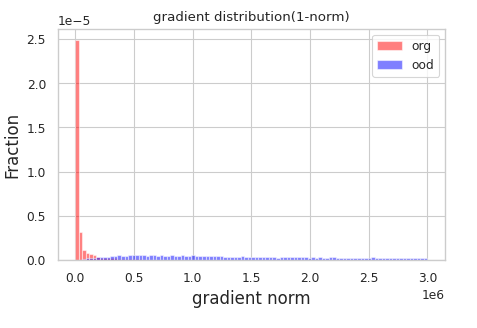 gradient distribution(1-norm)
1e−5
org
ood
2.5
2.0
1.5
1.0
0.5
0.0
Fraction
0.0 0.5 1.0 1.5 2.0 2.5 3.0
gradient norm
1e6